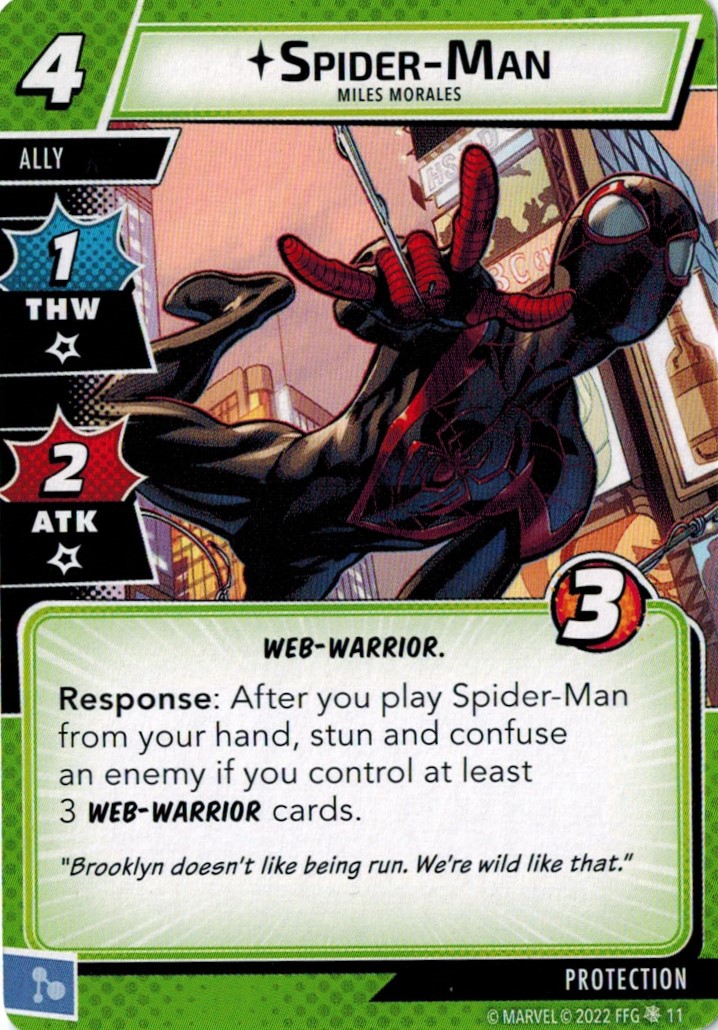 4
SPIDER-MAN
MILES MORALES
ALLY
1
THW
2
ATK
3
WEB-WARRIOR.
Response: After you play Spider-Man
from your hand, stun and confuse
an enemy if you control at least
3 WEB-WARRIOR cards.
"Brooklyn doesn't like being run. We're wild like that."
PROTECTION
© MARVEL © 2022 FFG 11